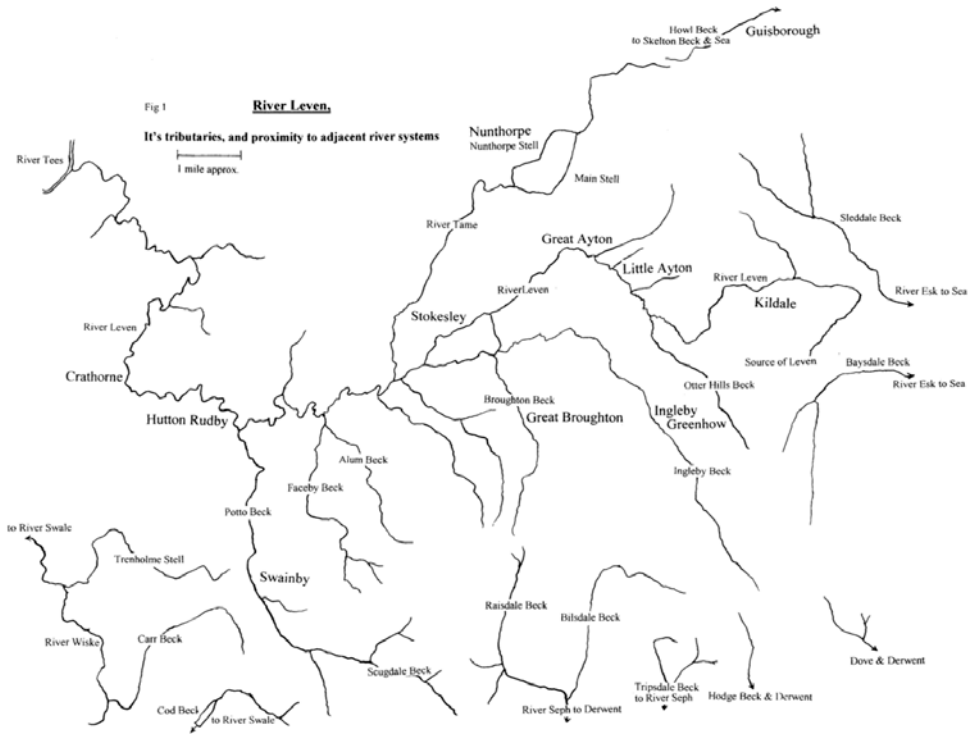 Howl Beck
to Skelton Beck & Sea
Guisborough
Fig 1
River Leven,
It's tributaries, and proximity to adjacent river systems
1 mile approx.
Nunthorpe
Nunthorpe Stell
River Tees
Main Stell
River Tame
Sleddale Beck
Great Ayton
Little Ayton
River Leven
RiverLeven
River Esk to Sea
Kildale
Stokesley
River Leven
Source of Leven
Baysdale Beck
Crathorne
Otter Hills Beck
River Esk to Sea
Broughton Beck
Hutton Rudby
Great Broughton
Ingleby
Greenhow
Alum Beck
Ingleby Beck
Faceby Beck
Potto Beck
to River Swale
Trenholme Stell
Swainby
Raisdale Beck
Bilsdale Beck
River Wiske
Carr Beck
Scugdale Beck
Dove & Derwent
Tripsdale Beck
to River Seph
Hodge Beck & Derwent
Cod Beck
to River Swale
River Seph to Derwent